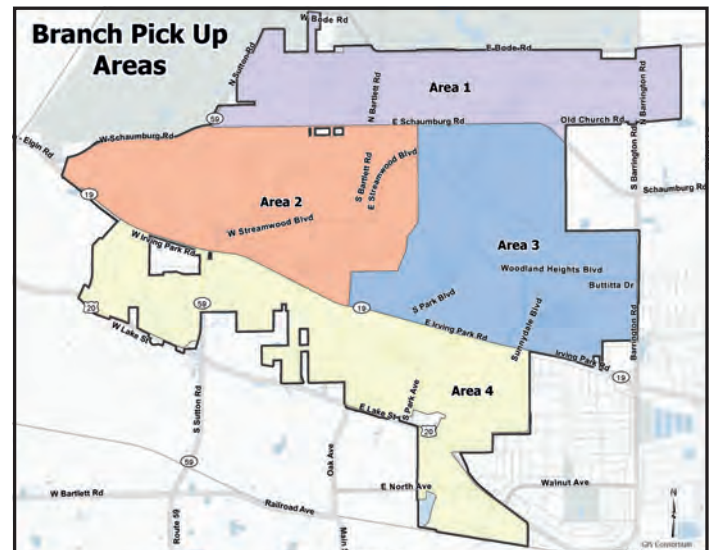 Branch Pick Up
Areas
W Bode Rd
E Bode Rd
N Sutton Rd
Area 1
N Bartlett Rd
N Barrington Rd
59
E Schaumburg Rd
Old Church Rd
W Schaumburg Rd
Elgin Rd
S Barrington Rd
Schaumburg Rd
S Bartlett Rd
E Streamwood Blvd
19
Area 2
W Streamwood Blvd
Area 3
W Irving Park Rd
Woodland Heights Blvd
Buttitta Dr
20
59
19
S Park Blvd
E Irving Park Rd
Sunnydale Blvd
Barrington Rd
W Lake St
Irving Park Rd
19
S Sutton Rd
Area 4
S Park Ave
E Lake St
20
Oak Ave
59
E North Ave
Walnut Ave
W Bartlett Rd
Railroad Ave
Route 59
N
GIS Consortium